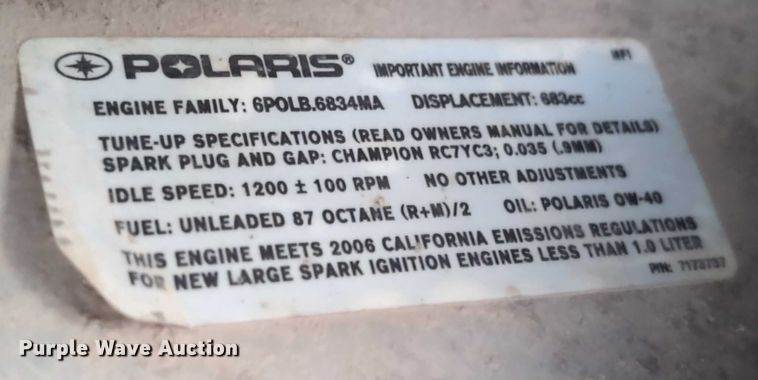 POLARIS® IMPORTANT ENGINE INFORMATION
ENGINE FAMILY: 6POLB.6834MA DISPLACEMENT: 683cc
TUNE-UP SPECIFICATIONS (READ OWNERS MANUAL FOR DETAILS)
SPARK PLUG AND GAP: CHAMPION RC7YC3; 0.035 (.9MM)
IDLE SPEED: 1200 ± 100 RPM NO OTHER ADJUSTMENTS
FUEL: UNLEADED 87 OCTANE (R+M)/2 OIL: POLARIS 0W-40
THIS ENGINE MEETS 2006 CALIFORNIA EMISSIONS REGULATIONS
FOR NEW LARGE SPARK IGNITION ENGINES LESS THAN 1.0 LITER
P/N:
Purple Wave Auction